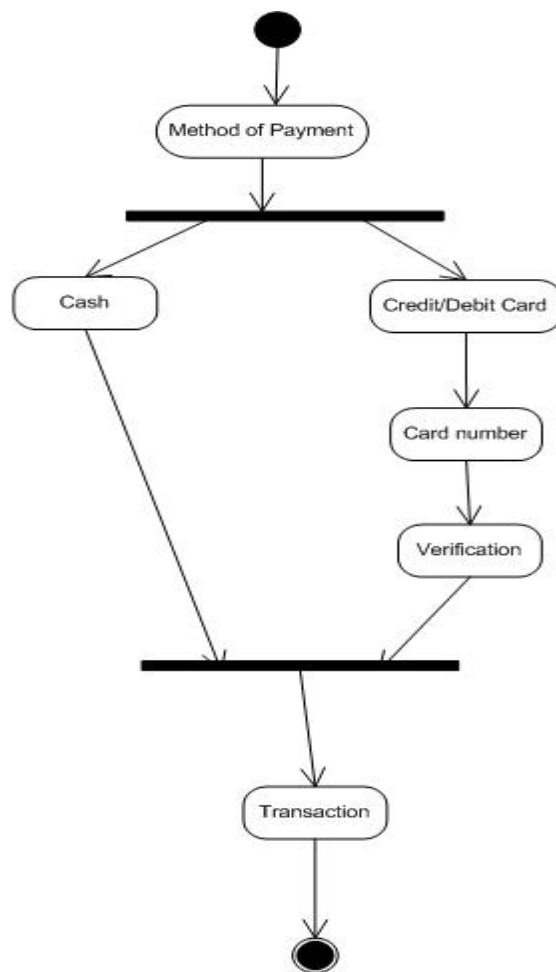 Method of Payment
Cash
Credit/Debit Card
Card number
Verification
Transaction